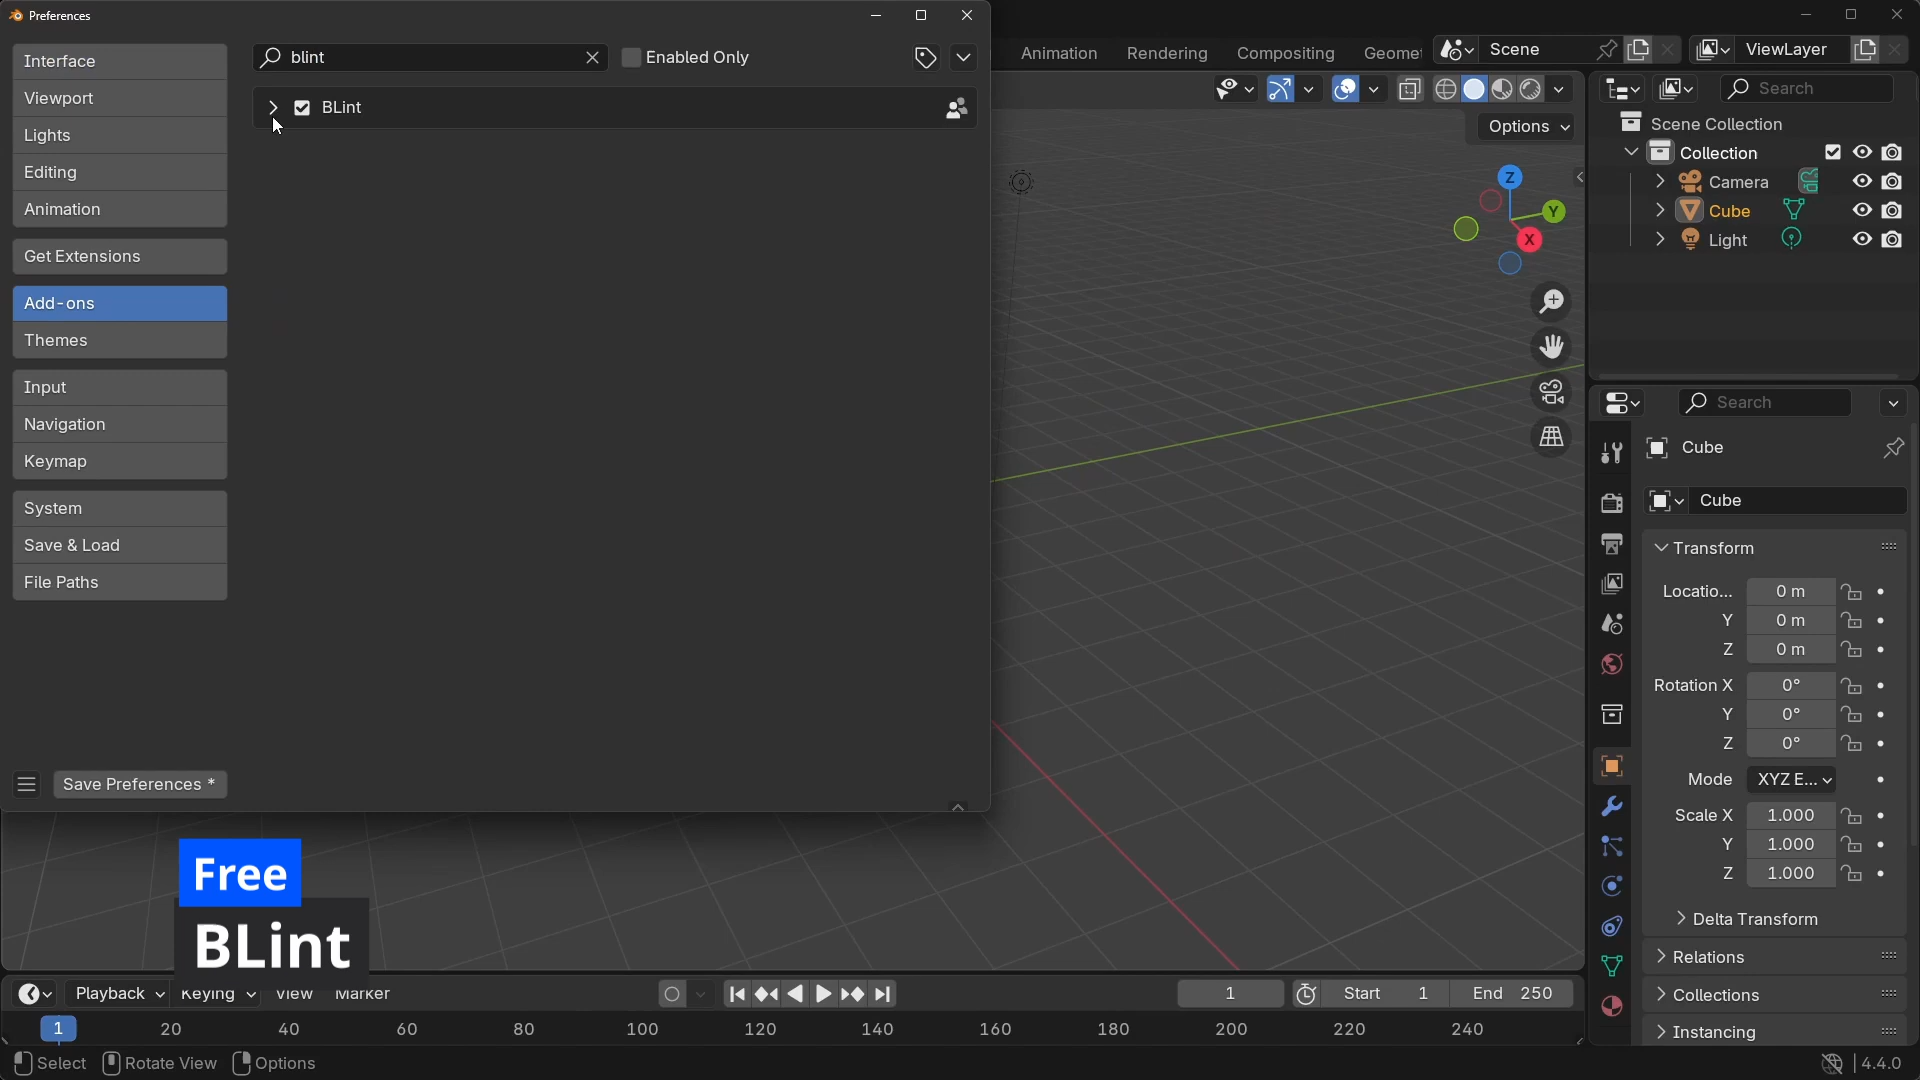 Preferences
Interface
Viewport
Lights
Editing
Animation
Get Extensions
Add-ons
Themes
Input
Navigation
Keymap
System
Save & Load
File Paths
Save Preferences *
blint
Enabled Only
BLint
Animation
Rendering
Compositing
Geomet
Scene
ViewLayer
Options
Z
Y
X
Search
Scene Collection
Collection
Camera
Cube
Light
Search
Cube
Cube
Transform
Locatio... 0 m
Y 0 m
Z 0 m
Rotation X 0°
Y 0°
Z 0°
Mode XYZ E...
Scale X 1.000
Y 1.000
Z 1.000
Delta Transform
Relations
Collections
Instancing
Free
BLint
Playback Keying View Marker
1 Start 1 End 250
1 20 40 60 80 100 120 140 160 180 200 220 240
Select Rotate View Options
4.4.0